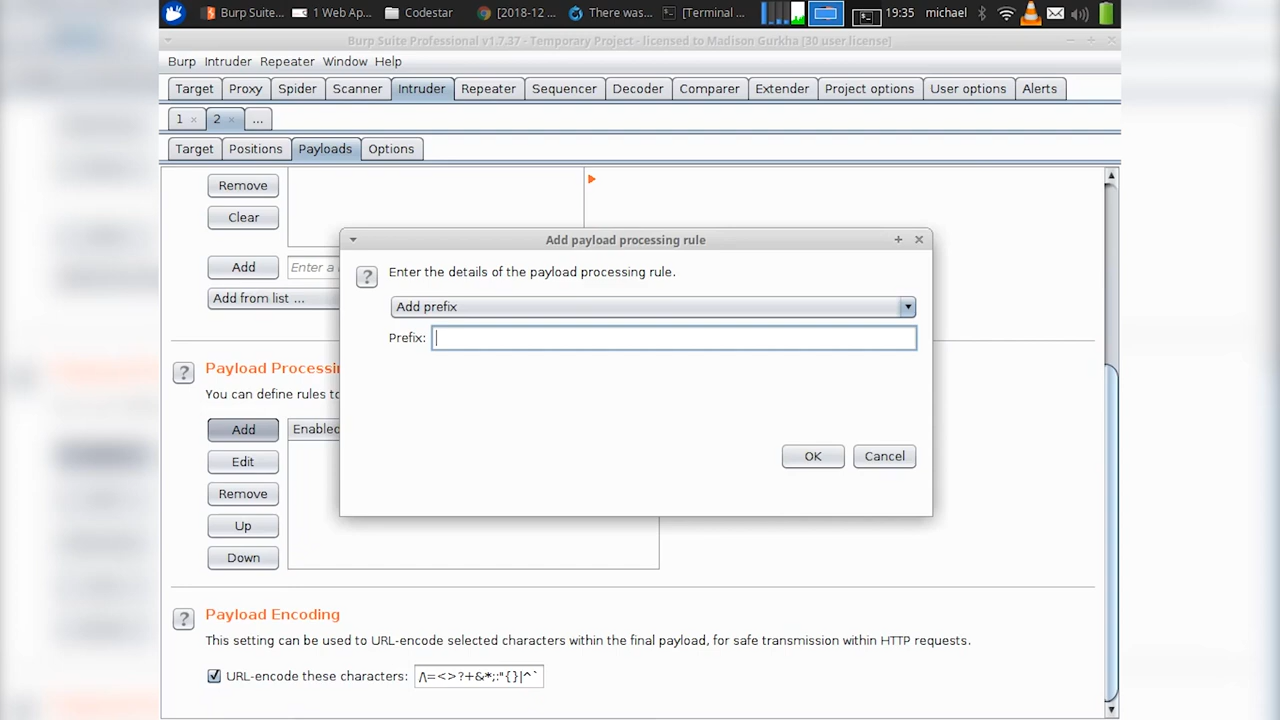 Burp Suite... 1 Web Ap... Codestar [2018-12 ... There was... [Terminal ... 19:35 michael
Burp Suite Professional v1.7.37 - Temporary Project - licensed to Madison Gurkha [30 user license]
Burp Intruder Repeater Window Help
Target Proxy Spider Scanner Intruder Repeater Sequencer Decoder Comparer Extender Project options User options Alerts
1 × 2 × ...
Target Positions Payloads Options
Remove
Clear
Add payload processing rule
Add Enter a
? Enter the details of the payload processing rule.
Add from list ...
Add prefix
Prefix:
? Payload Processin
You can define rules to
Add Enabled
OK Cancel
Edit
Remove
Up
Down
? Payload Encoding
This setting can be used to URL-encode selected characters within the final payload, for safe transmission within HTTP requests.
URL-encode these characters: /\=<>?+&*;:"{}|^`